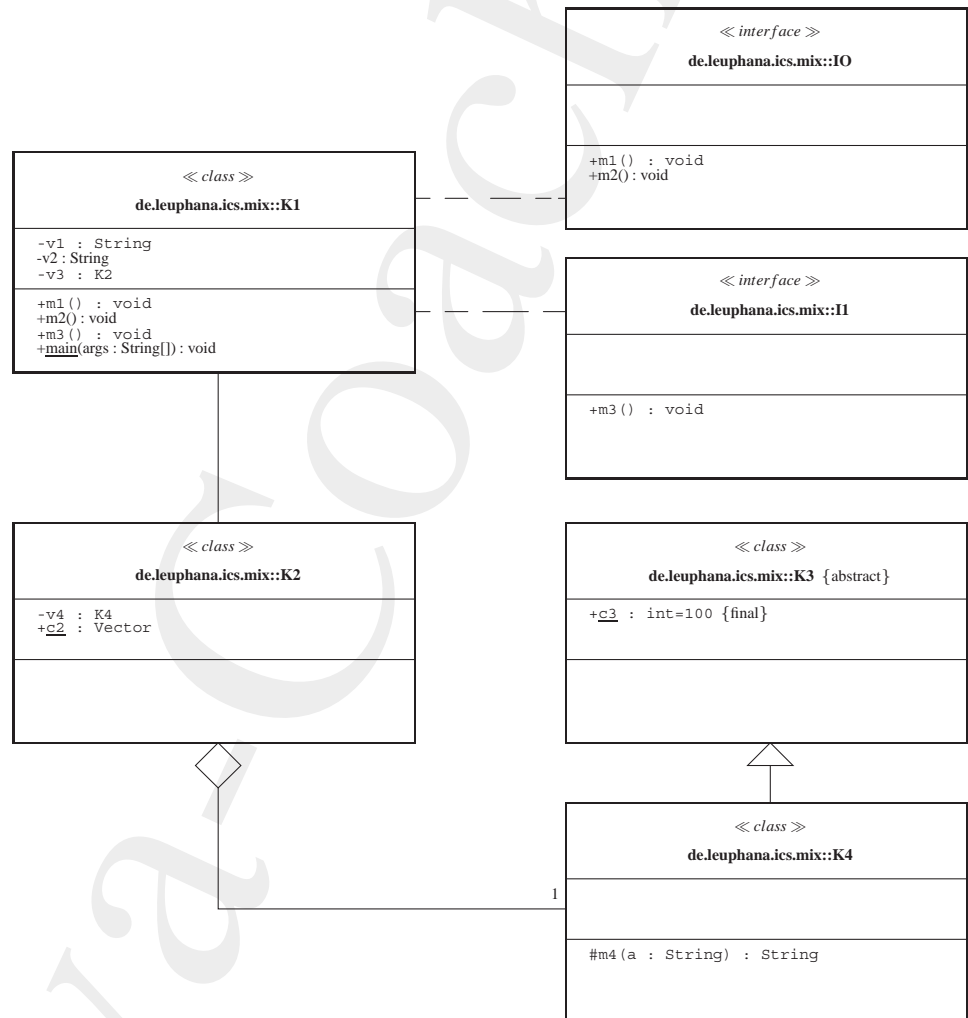 ≪ interface ≫
de.leuphana.ics.mix::IO
+m1() : void
+m2() : void
≪ class ≫
de.leuphana.ics.mix::K1
-v1 : String
-v2 : String
-v3 : K2
+m1() : void
+m2() : void
+m3() : void
+main(args : String[]) : void
≪ interface ≫
de.leuphana.ics.mix::I1
+m3() : void
≪ class ≫
de.leuphana.ics.mix::K2
-v4 : K4
+c2 : Vector
≪ class ≫
de.leuphana.ics.mix::K3 {abstract}
+c3 : int=100 {final}
≪ class ≫
de.leuphana.ics.mix::K4
1
#m4(a : String) : String
va-Coach